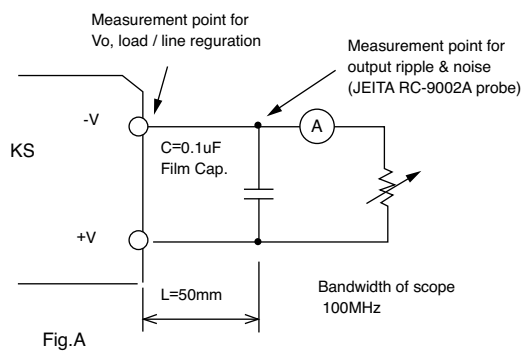 Measurement point for
Vo, load / line reguration
Measurement point for
output ripple & noise
(JEITA RC-9002A probe)
-V
A
C=0.1uF
Film Cap.
KS
+V
L=50mm
Bandwidth of scope
100MHz
Fig.A